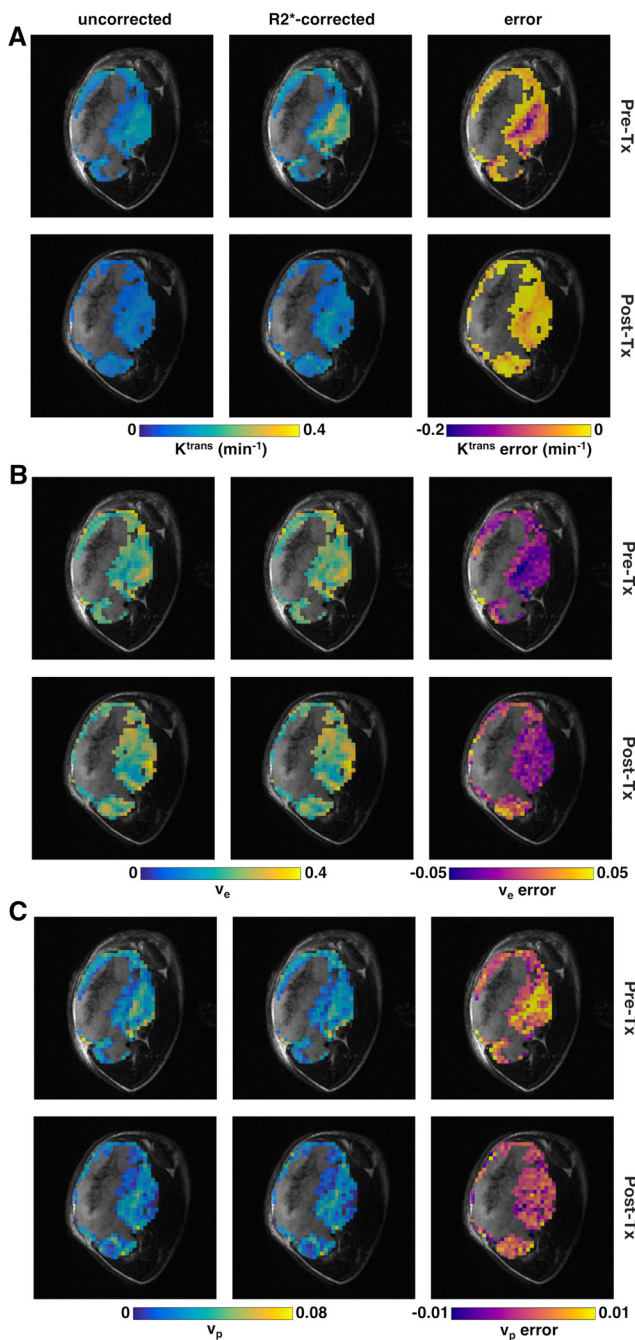 uncorrected R2*-corrected error
A
Pre-Tx
Post-Tx
0 0.4 -0.2 0
Ktrans (min-1) Ktrans error (min-1)
B
Pre-Tx
Post-Tx
0 0.4 -0.05 0.05
ve ve error
C
Pre-Tx
Post-Tx
0 0.08 -0.01 0.01
vp vp error